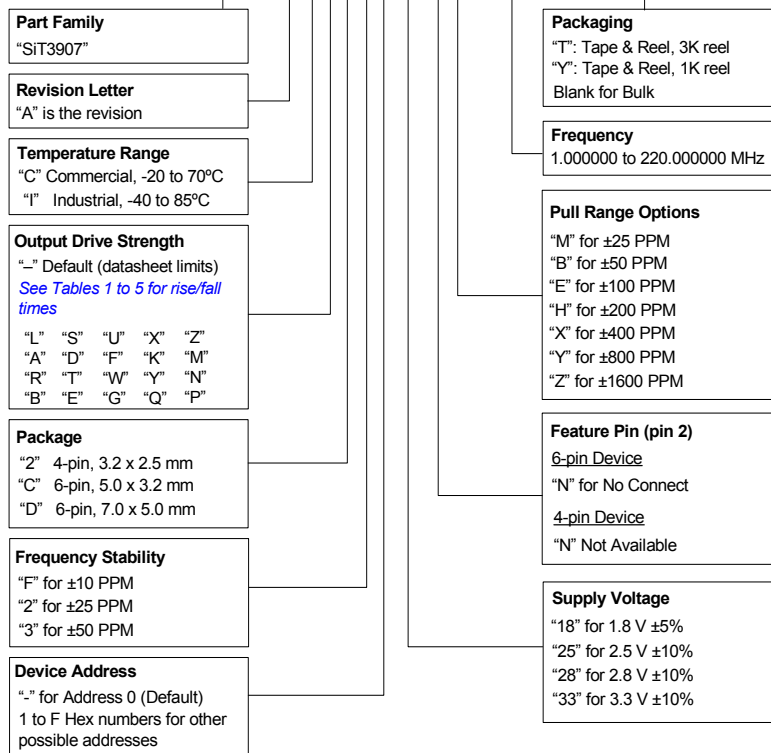 Part Family
“SiT3907”
Revision Letter
“A” is the revision
Temperature Range
“C” Commercial, -20 to 70ºC
“I” Industrial, -40 to 85ºC
Output Drive Strength
“–” Default (datasheet limits)
See Tables 1 to 5 for rise/fall
times
“L” “S” “U” “X” “Z”
“A” “D” “F” “K” “M”
“R” “T” “W” “Y” “N”
“B” “E” “G” “Q” “P”
Package
“2” 4-pin, 3.2 x 2.5 mm
“C” 6-pin, 5.0 x 3.2 mm
“D” 6-pin, 7.0 x 5.0 mm
Frequency Stability
“F” for ±10 PPM
“2” for ±25 PPM
“3” for ±50 PPM
Device Address
“-” for Address 0 (Default)
1 to F Hex numbers for other
possible addresses
Packaging
“T”: Tape & Reel, 3K reel
“Y”: Tape & Reel, 1K reel
Blank for Bulk
Frequency
1.000000 to 220.000000 MHz
Pull Range Options
“M” for ±25 PPM
“B” for ±50 PPM
“E” for ±100 PPM
“H” for ±200 PPM
“X” for ±400 PPM
“Y” for ±800 PPM
“Z” for ±1600 PPM
Feature Pin (pin 2)
6-pin Device
“N” for No Connect
4-pin Device
“N” Not Available
Supply Voltage
“18” for 1.8 V ±5%
“25” for 2.5 V ±10%
“28” for 2.8 V ±10%
“33” for 3.3 V ±10%